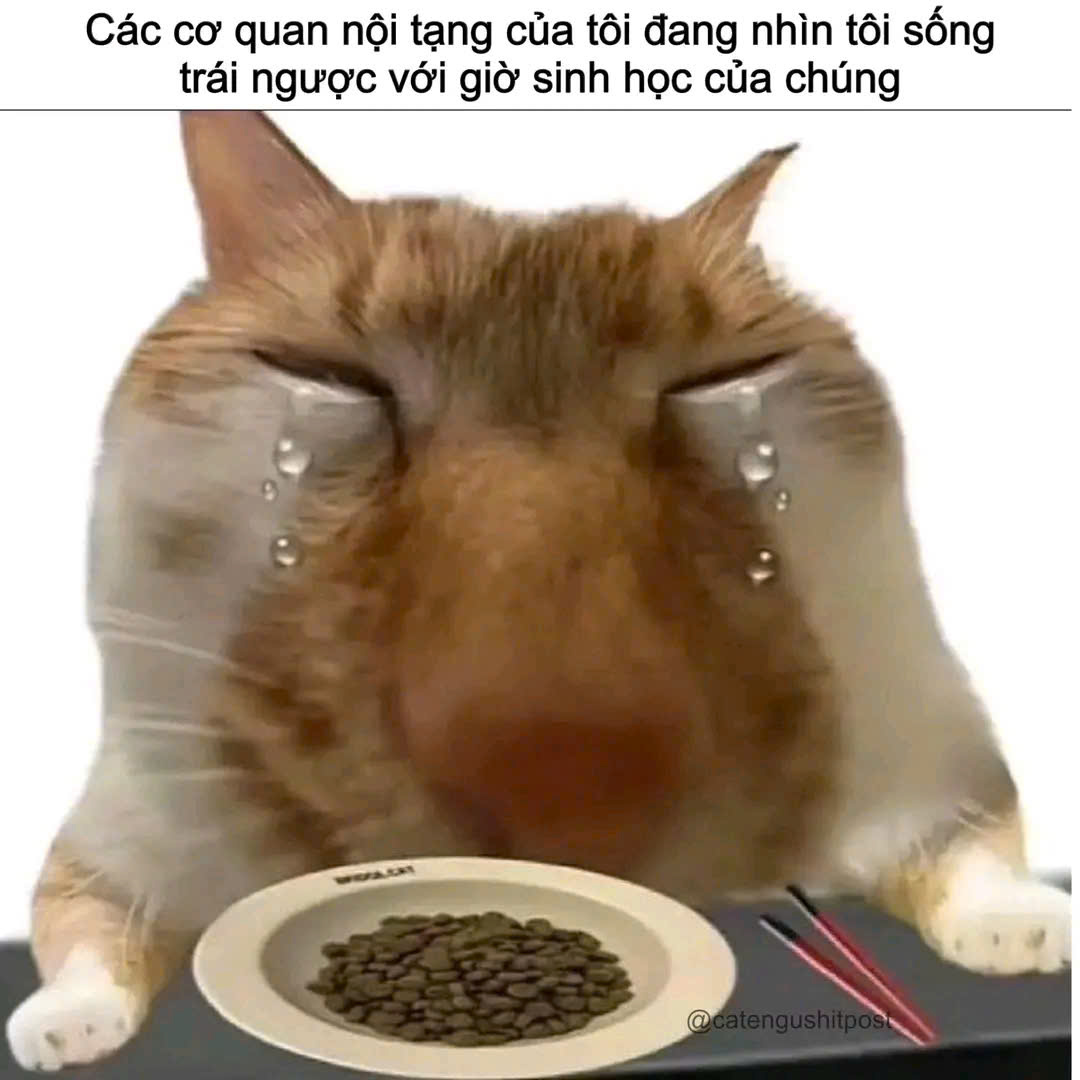 Các cơ quan nội tạng của tôi đang nhìn tôi sống
trái ngược với giờ sinh học của chúng
@catengushitpost